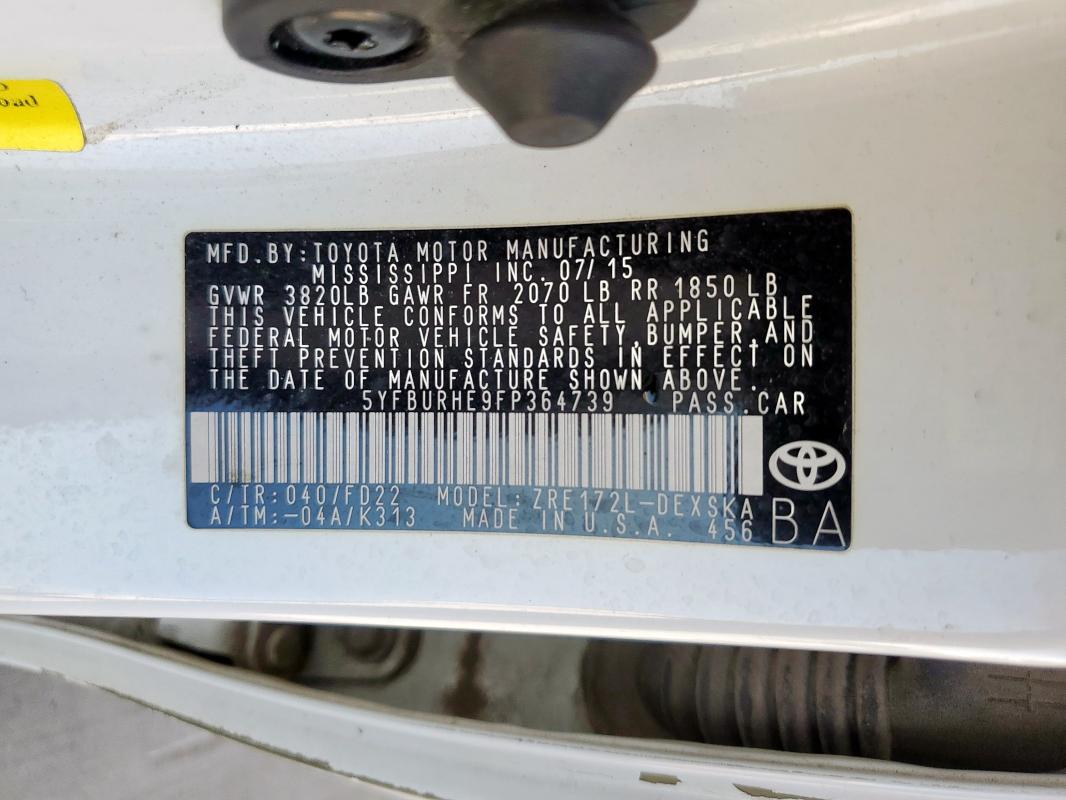 oad
MFD. BY: TOYOTA MOTOR MANUFACTURING
MISSISSIPPI INC. 07/15
GVWR 3820LB GAWR FR 2070 LB RR 1850 LB
THIS VEHICLE CONFORMS TO ALL APPLICABLE
FEDERAL MOTOR VEHICLE SAFETY, BUMPER, AND
THEFT PREVENTION STANDARDS IN EFFECT ON
THE DATE OF MANUFACTURE SHOWN ABOVE.
5YFBURHE9FP364739 PASS. CAR
C/TR: 040/FD22 MODEL: ZRE172L-DEXSKA
A/TM:-04A/K313 MADE IN U.S.A. 456 BA